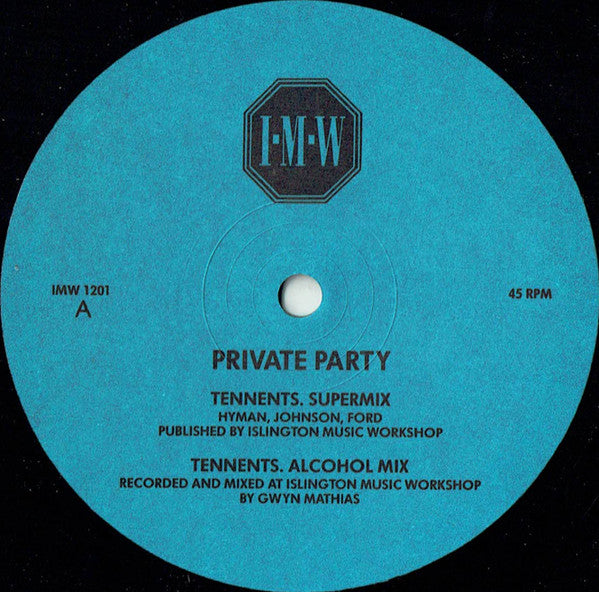 I·M·W
IMW 1201
A
45 RPM
PRIVATE PARTY
TENNENTS. SUPERMIX
HYMAN, JOHNSON, FORD
PUBLISHED BY ISLINGTON MUSIC WORKSHOP
TENNENTS. ALCOHOL MIX
RECORDED AND MIXED AT ISLINGTON MUSIC WORKSHOP
BY GWYN MATHIAS